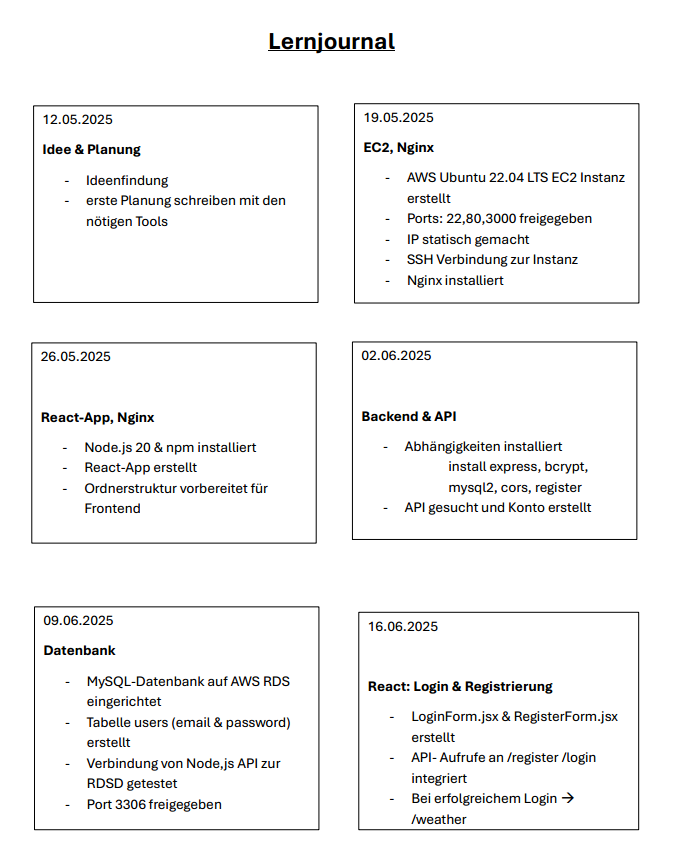 Lernjournal
12.05.2025
Idee & Planung
- Ideenfindung
- erste Planung schreiben mit den
nötigen Tools
19.05.2025
EC2, Nginx
- AWS Ubuntu 22.04 LTS EC2 Instanz
erstellt
- Ports: 22,80,3000 freigegeben
- IP statisch gemacht
- SSH Verbindung zur Instanz
- Nginx installiert
26.05.2025
React-App, Nginx
- Node.js 20 & npm installiert
- React-App erstellt
- Ordnerstruktur vorbereitet für
Frontend
02.06.2025
Backend & API
- Abhängigkeiten installiert
install express, bcrypt,
mysql2, cors, register
- API gesucht und Konto erstellt
09.06.2025
Datenbank
- MySQL-Datenbank auf AWS RDS
eingerichtet
- Tabelle users (email & password)
erstellt
- Verbindung von Node,js API zur
RDSD getestet
- Port 3306 freigegeben
16.06.2025
React: Login & Registrierung
- LoginForm.jsx & RegisterForm.jsx
erstellt
- API- Aufrufe an /register /login
integriert
- Bei erfolgreichem Login →
/weather